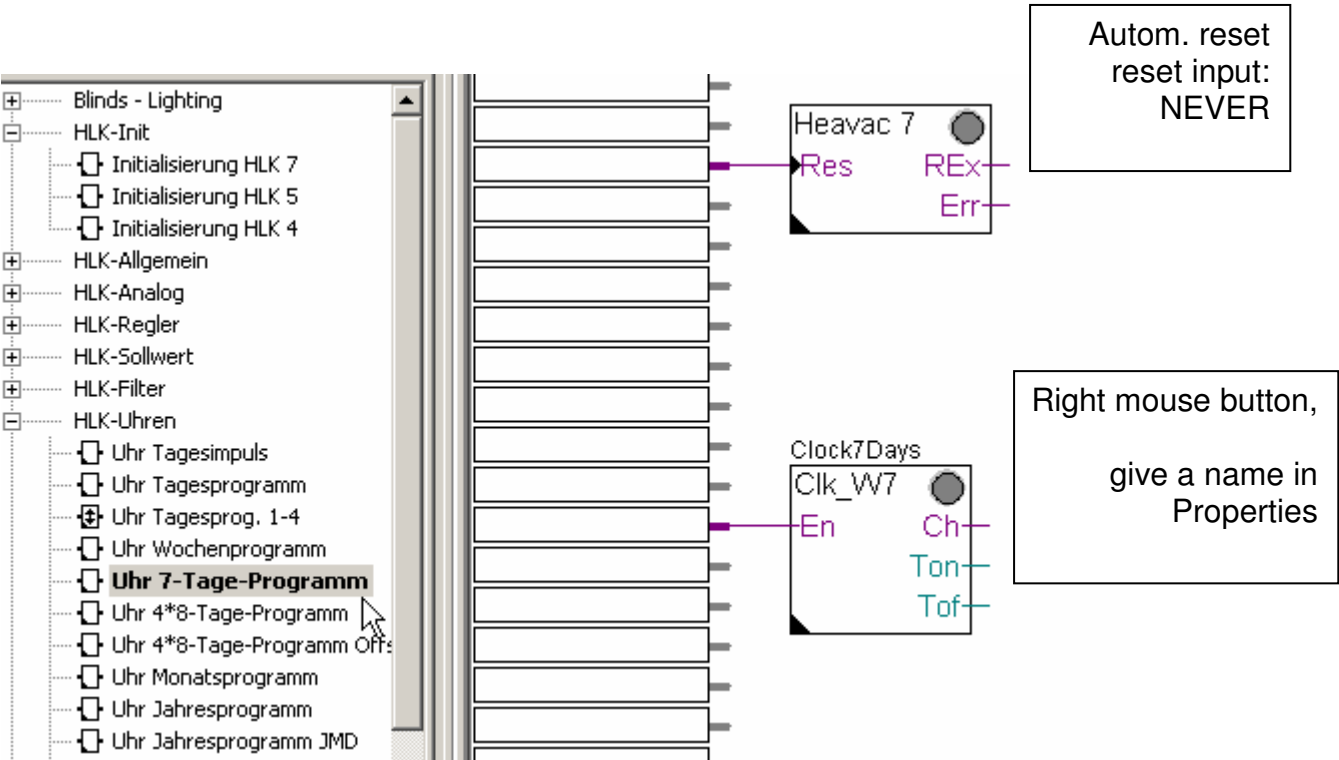 Autom. reset
reset input:
NEVER
Blinds - Lighting
HLK-Init
Initialisierung HLK 7
Initialisierung HLK 5
Initialisierung HLK 4
HLK-Allgemein
HLK-Analog
HLK-Regler
HLK-Sollwert
HLK-Filter
HLK-Uhren
Uhr Tagesimpuls
Uhr Tagesprogramm
Uhr Tagesprog. 1-4
Uhr Wochenprogramm
Uhr 7-Tage-Programm
Uhr 4*8-Tage-Programm
Uhr 4*8-Tage-Programm Offs
Uhr Monatsprogramm
Uhr Jahresprogramm
Uhr Jahresprogramm JMD
Heavac 7
Res REx
Err
Clock7Days
Clk_W7
En Ch
Ton
Tof
Right mouse button,
give a name in
Properties